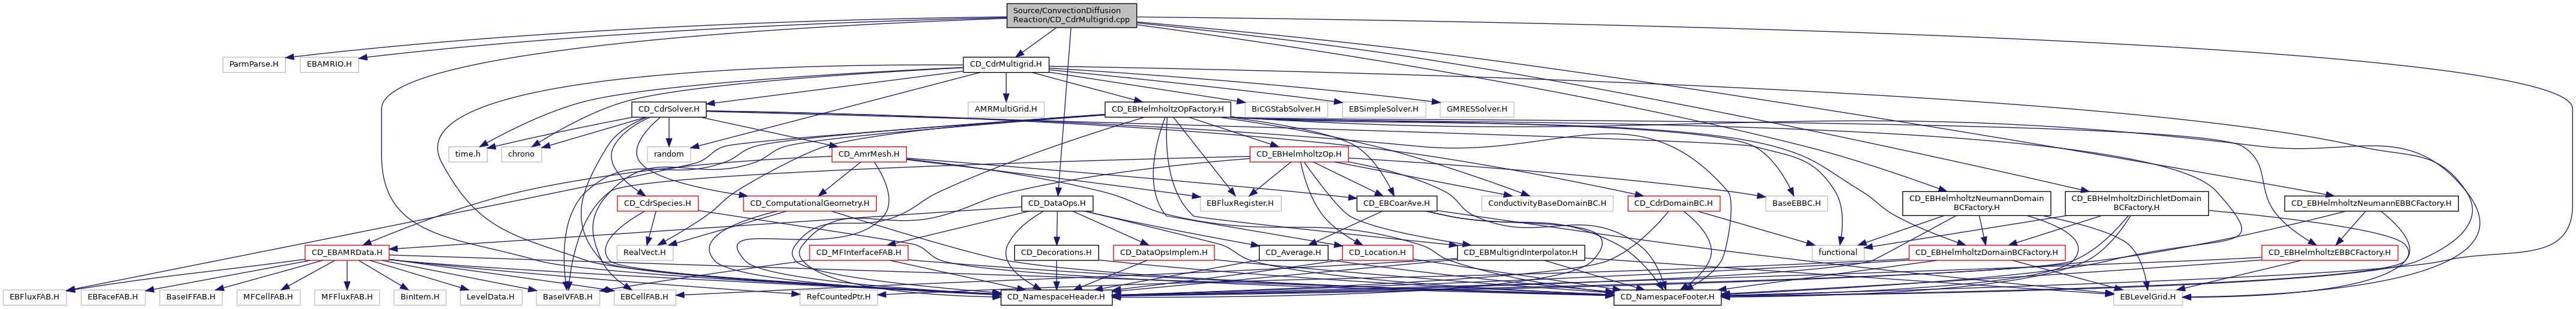 Source/ConvectionDiffusion
Reaction/CD_CdrMultigrid.cpp
ParmParse.H
EBAMRIO.H
CD_CdrMultigrid.H
CD_CdrSolver.H
AMRMultiGrid.H
CD_EBHelmholtzOpFactory.H
BiCGStabSolver.H
EBSimpleSolver.H
GMRESSolver.H
time.h
chrono
random
CD_AmrMesh.H
CD_EBHelmholtzOp.H
CD_CdrSpecies.H
CD_ComputationalGeometry.H
CD_DataOps.H
EBFluxRegister.H
CD_EBCoarAve.H
ConductivityBaseDomainBC.H
CD_CdrDomainBC.H
BaseEBBC.H
CD_EBHelmholtzNeumannDomain
BCFactory.H
CD_EBHelmholtzDirichletDomain
BCFactory.H
CD_EBHelmholtzNeumannEBBCFactory.H
CD_EBAMRData.H
RealVect.H
CD_MFInterfaceFAB.H
CD_Decorations.H
CD_DataOpsImplem.H
CD_Average.H
CD_Location.H
CD_EBMultigridInterpolator.H
functional
CD_EBHelmholtzDomainBCFactory.H
CD_EBHelmholtzEBBCFactory.H
EBFluxFAB.H
EBFaceFAB.H
BaseIFFAB.H
MFCellFAB.H
MFFluxFAB.H
BinItem.H
LevelData.H
BaseIVFAB.H
EBCellFAB.H
RefCountedPtr.H
CD_NamespaceHeader.H
CD_NamespaceFooter.H
EBLevelGrid.H